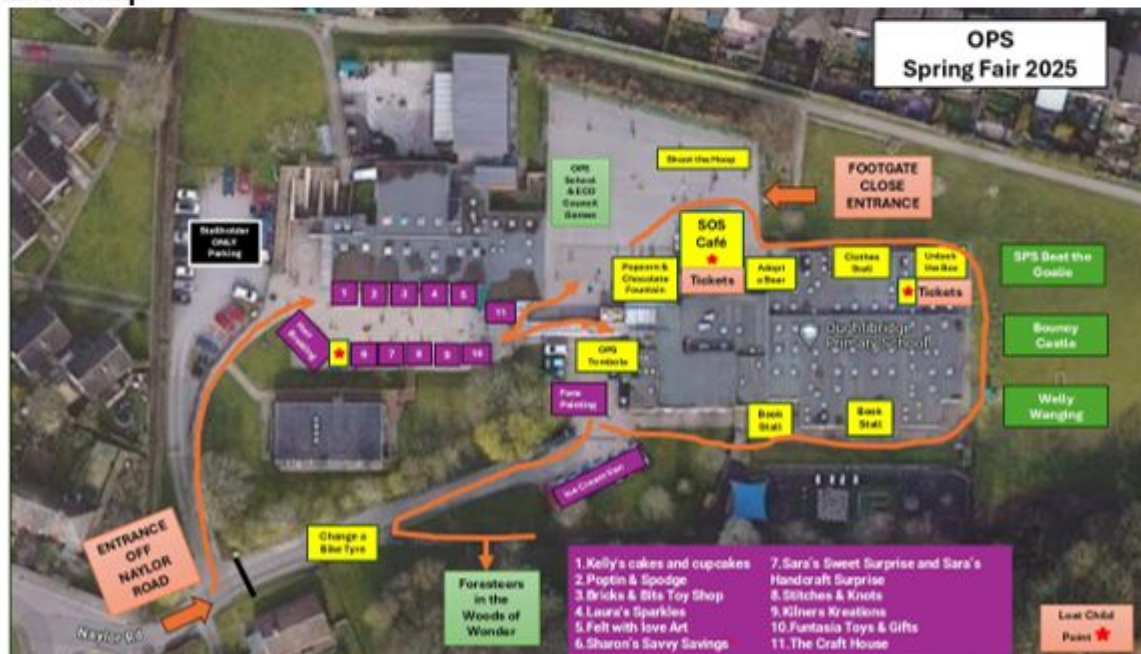 OPS
Spring Fair 2025
Shoot the Hoop
OPS
School
& ECO
Council
Garden
FOOTGATE
CLOSE
ENTRANCE
Stallholder
ONLY
Parking
SOS
Café
Tickets
Popcorn &
Chocolate
Fountain
Adopt
a Bear
Clothes
Stall
Unlock
the Box
Tickets
SPS Beat the
Goalie
Bouncy
Castle
Welly
Wanging
1
2
3
4
5
11
Braiding
6
7
8
9
10
OPS
Tombola
Oughtibridge
Primary School
Face
Painting
Book
Stall
Book
Stall
Ice Cream Van
ENTRANCE
OFF
NAYLOR
ROAD
Naylor Rd
Change a
Bike Tyre
Foresteers
in the
Woods of
Wonder
1.Kelly's cakes and cupcakes
2.Poptin & Spodge
3.Bricks & Bits Toy Shop
4.Laura's Sparkles
5.Felt with love Art
6.Sharon's Savvy Savings
7.Sara's Sweet Surprise and Sara's
Handcraft Surprise
8.Stitches & Knots
9.Kilners Kreations
10.Funtasia Toys & Gifts
11.The Craft House
Lost Child
Point